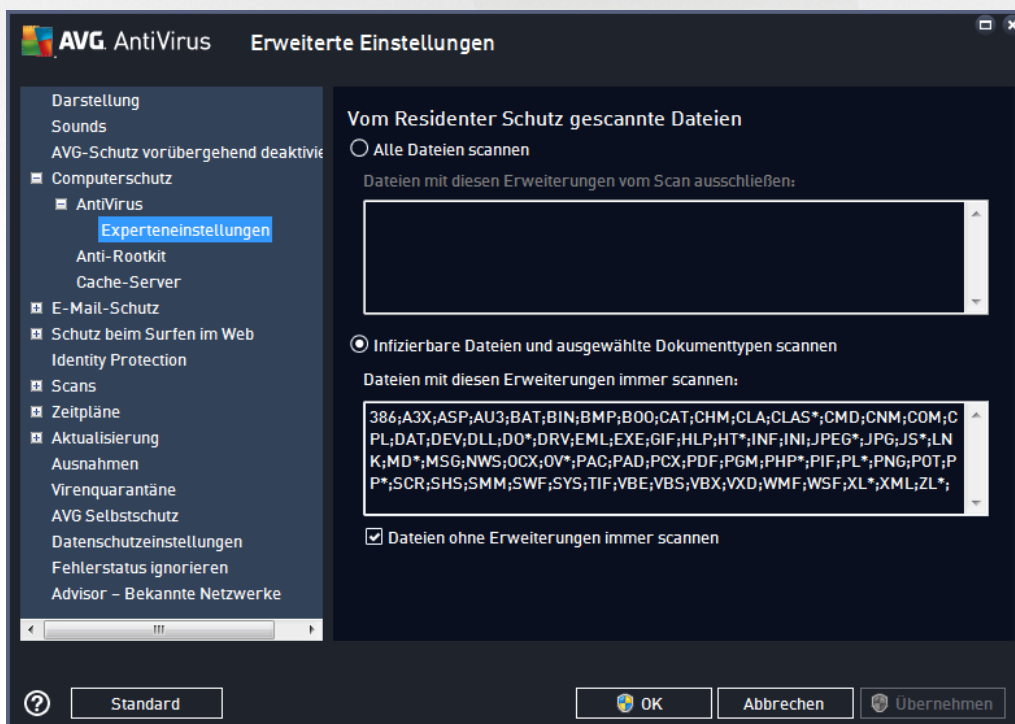 AVG AntiVirus Erweiterte Einstellungen
Darstellung
Sounds
AVG-Schutz vorübergehend deaktivie
Computerschutz
AntiVirus
Experteneinstellungen
Anti-Rootkit
Cache-Server
E-Mail-Schutz
Schutz beim Surfen im Web
Identity Protection
Scans
Zeitpläne
Aktualisierung
Ausnahmen
Virenquarantäne
AVG Selbstschutz
Datenschutzeinstellungen
Fehlerstatus ignorieren
Advisor – Bekannte Netzwerke
Vom Residenter Schutz gescannte Dateien
Alle Dateien scannen
Dateien mit diesen Erweiterungen vom Scan ausschließen:
Infizierbare Dateien und ausgewählte Dokumenttypen scannen
Dateien mit diesen Erweiterungen immer scannen:
386;A3X;ASP;AU3;BAT;BIN;BMP;BOO;CAT;CHM;CLA;CLAS*;CMD;CNM;COM;C
PL;DAT;DEV;DLL;DO*;DRV;EML;EXE;GIF;HLP;HT*;INF;INI;JPEG*;JPG;JS*;LN
K;MD*;MSG;NWS;OCX;OV*;PAC;PAD;PCX;PDF;PGM;PHP*;PIF;PL*;PNG;POT;P
P*;SCR;SHS;SMM;SWF;SYS;TIF;VBE;VBS;VBX;VXD;WMF;WSF;XL*;XML;ZL*;
Dateien ohne Erweiterungen immer scannen
Standard
OK
Abbrechen
Übernehmen